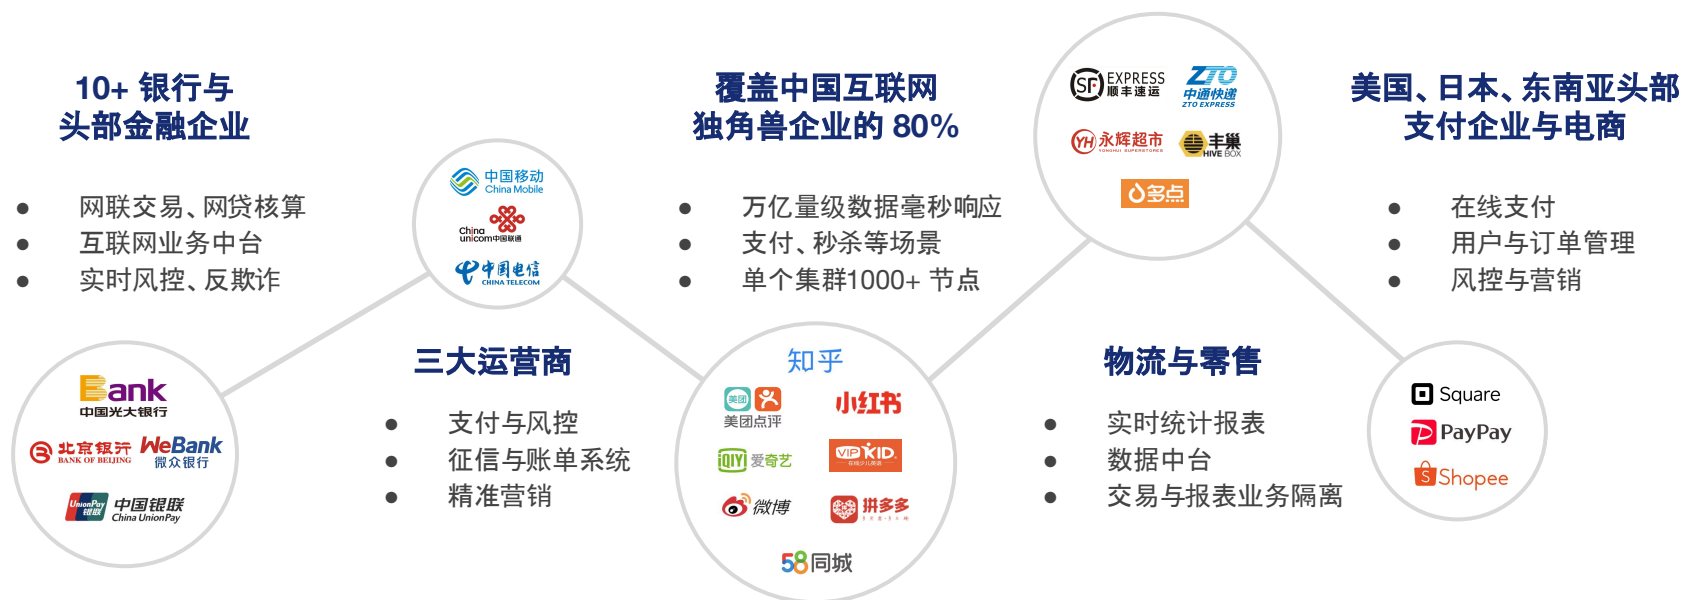 10+ 银行与
头部金融企业
● 网联交易、网贷核算
● 互联网业务中台
● 实时风控、反欺诈
Bank
中国光大银行
北京银行
BANK OF BEIJING
WeBank
微众银行
UnionPay
银联
中国银联
China UnionPay
中国移动
China Mobile
China
unicom中国联通
中国电信
CHINA TELECOM
三大运营商
● 支付与风控
● 征信与账单系统
● 精准营销
覆盖中国互联网
独角兽企业的 80%
● 万亿量级数据毫秒响应
● 支付、秒杀等场景
● 单个集群1000+ 节点
知乎
美团
美团点评
小红书
iQIYI 爱奇艺
VIPKID
在线少儿英语
微博
拼多多
58同城
SF EXPRESS
顺丰速运
ZTO
中通快递
ZTO EXPRESS
YH 永辉超市
YONGHUI SUPERSTORES
丰巢
HIVE BOX
多点
物流与零售
● 实时统计报表
● 数据中台
● 交易与报表业务隔离
美国、日本、东南亚头部
支付企业与电商
● 在线支付
● 用户与订单管理
● 风控与营销
Square
PayPay
Shopee